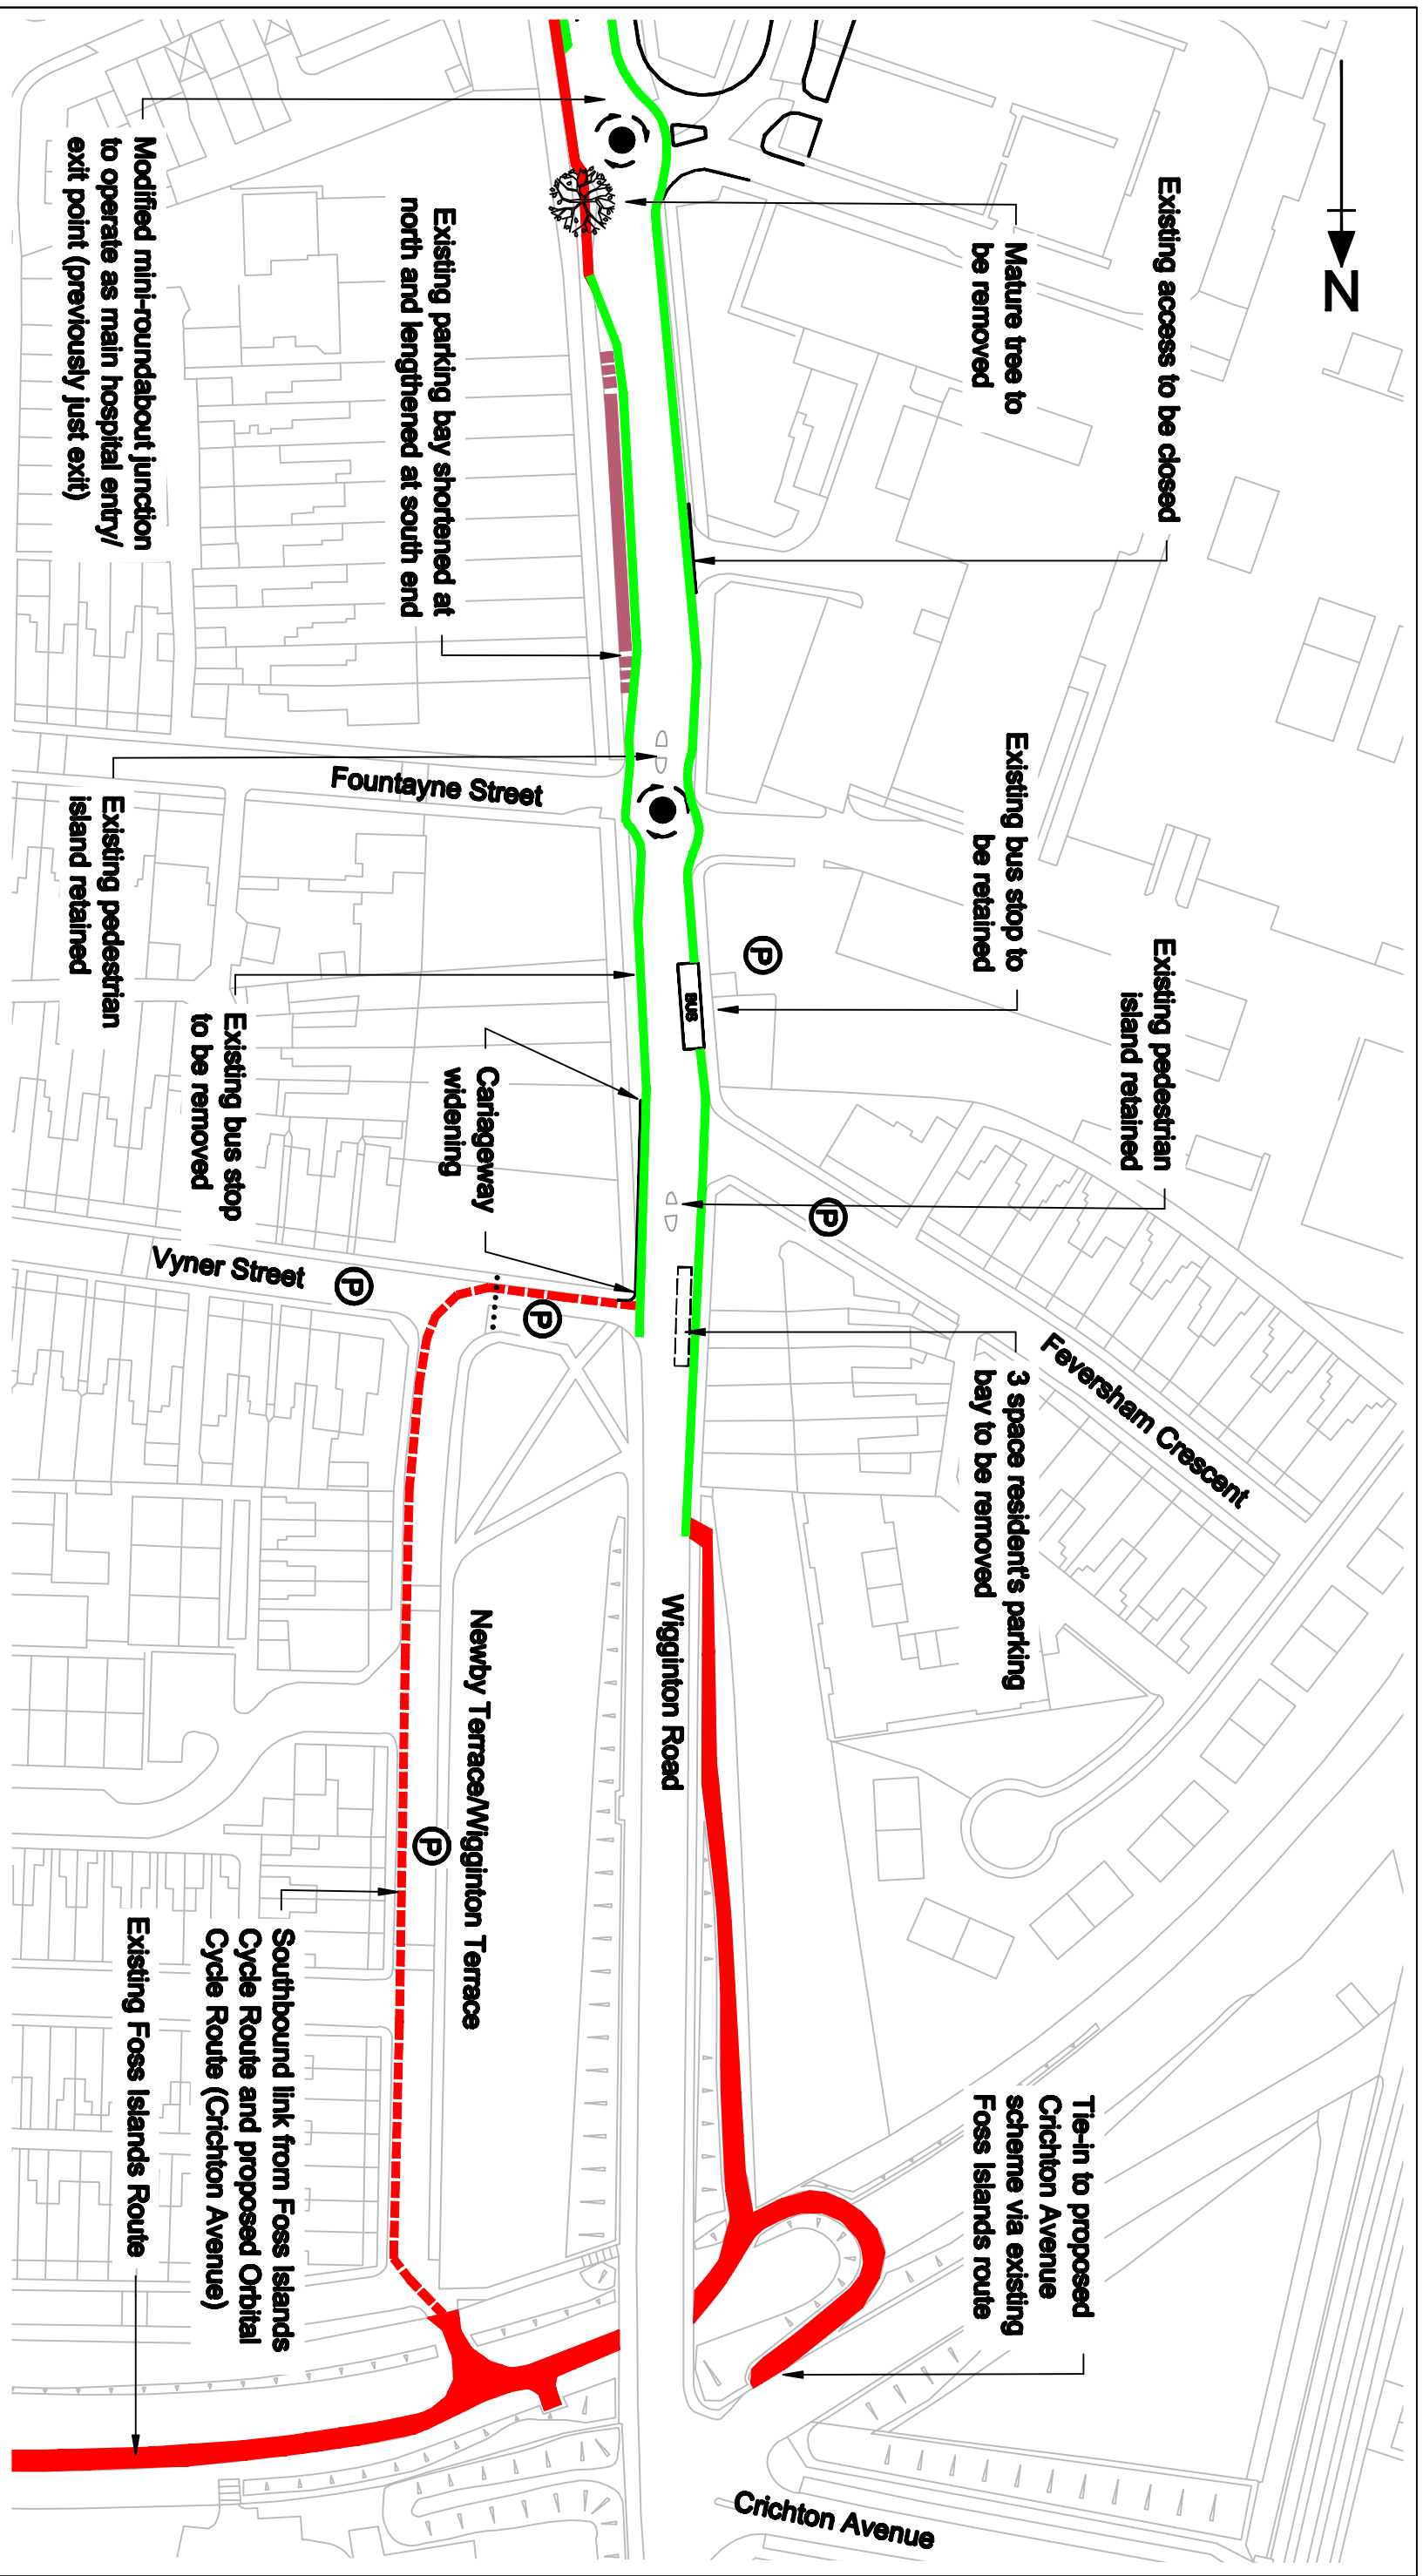 N
Existing access to be closed
Mature tree to
be removed
Existing bus stop to
be retained
Existing pedestrian
island retained
Feversham Crescent
3 space resident's parking
bay to be removed
Tie-in to proposed
Crichton Avenue
scheme via existing
Foss Islands route
P
P
BUS
Wigginton Road
Crichton Avenue
Existing parking bay shortened at
north and lengthened at south end
Modified mini-roundabout junction
to operate as main hospital entry/
exit point (previously just exit)
Fountayne Street
Existing pedestrian
island retained
Cariageway
widening
Existing bus stop
to be removed
Vyner Street
P
P
Newby Terrace/Wigginton Terrace
P
Southbound link from Foss Islands
Cycle Route and proposed Orbital
Cycle Route (Crichton Avenue)
Existing Foss Islands Route